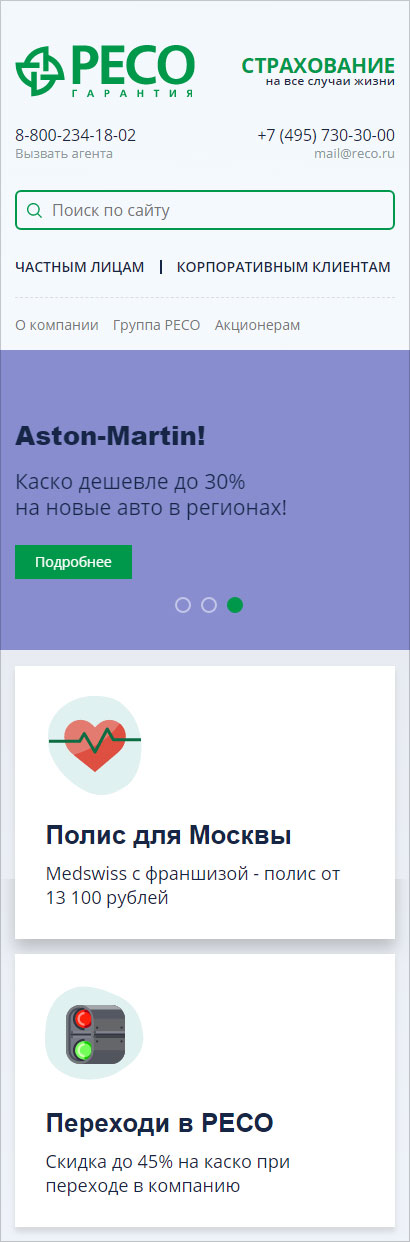 РЕСО
ГАРАНТИЯ
СТРАХОВАНИЕ
на все случаи жизни
8-800-234-18-02
Вызвать агента
+7 (495) 730-30-00
mail@reco.ru
Поиск по сайту
ЧАСТНЫМ ЛИЦАМ | КОРПОРАТИВНЫМ КЛИЕНТАМ
О компании Группа РЕСО Акционерам
Aston-Martin!
Каско дешевле до 30%
на новые авто в регионах!
Подробнее
Полис для Москвы
Medswiss с франшизой - полис от
13 100 рублей
Переходи в РЕСО
Скидка до 45% на каско при
переходе в компанию